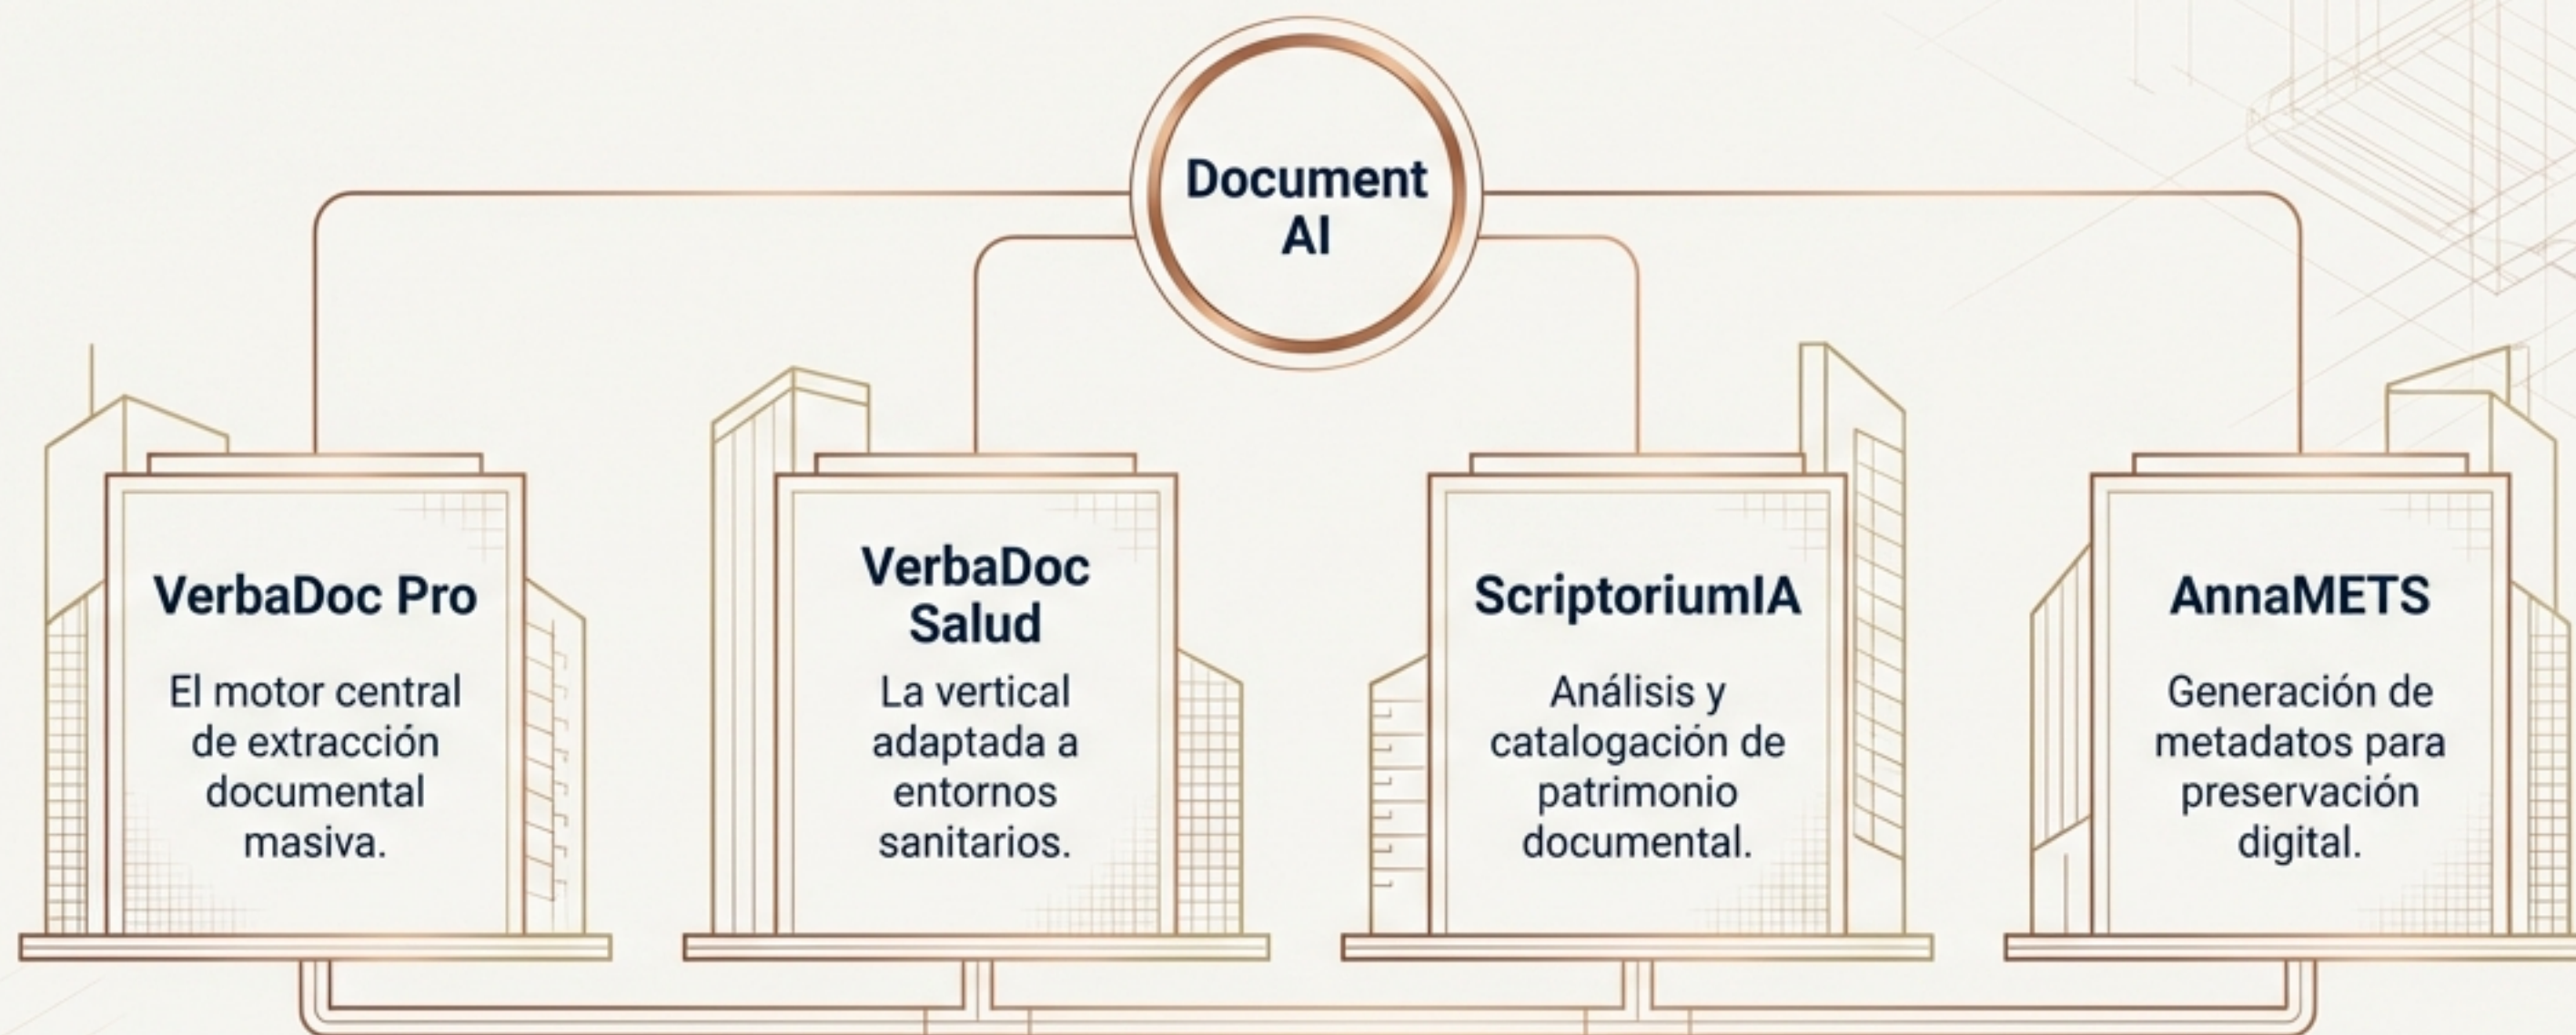 Document
AI
VerbaDoc Pro
El motor central
de extracción
documental
masiva.
VerbaDoc
Salud
La vertical
adaptada a
entornos
sanitarios.
ScriptoriumIA
Análisis y
catalogación de
patrimonio
documental.
AnnaMETS
Generación de
metadatos para
preservación
digital.